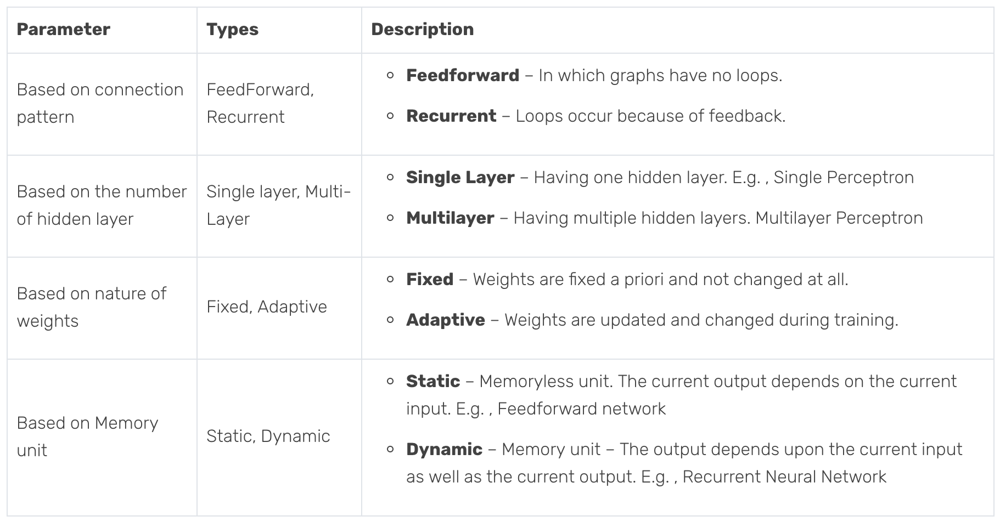 Parameter
Types
Description
Based on connection
pattern
FeedForward,
Recurrent
Feedforward – In which graphs have no loops.
Recurrent – Loops occur because of feedback.
Based on the number
of hidden layer
Single layer, Multi-
Layer
Single Layer – Having one hidden layer. E.g. , Single Perceptron
Multilayer – Having multiple hidden layers. Multilayer Perceptron
Based on nature of
weights
Fixed, Adaptive
Fixed – Weights are fixed a priori and not changed at all.
Adaptive – Weights are updated and changed during training.
Based on Memory
unit
Static, Dynamic
Static – Memoryless unit. The current output depends on the current
input. E.g. , Feedforward network
Dynamic – Memory unit – The output depends upon the current input
as well as the current output. E.g. , Recurrent Neural Network